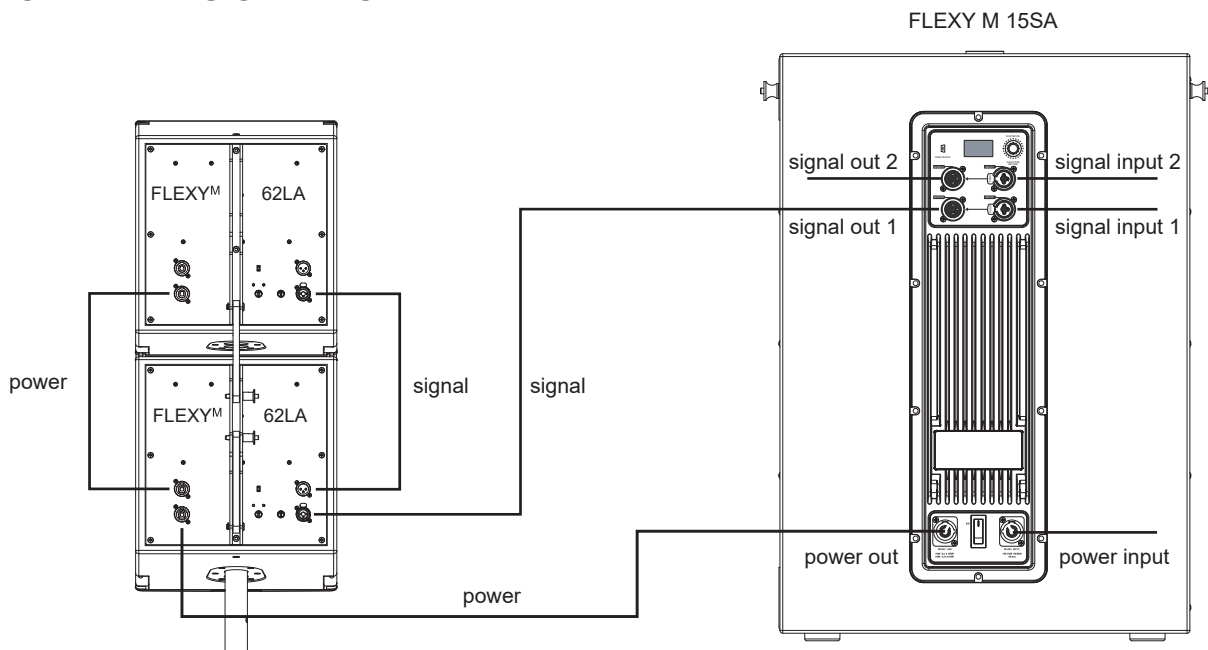 FLEXY M 15SA
signal out 2
signal input 2
signal out 1
signal input 1
FLEXYM
62LA
power
signal
signal
FLEXYM
62LA
power out
power input
power